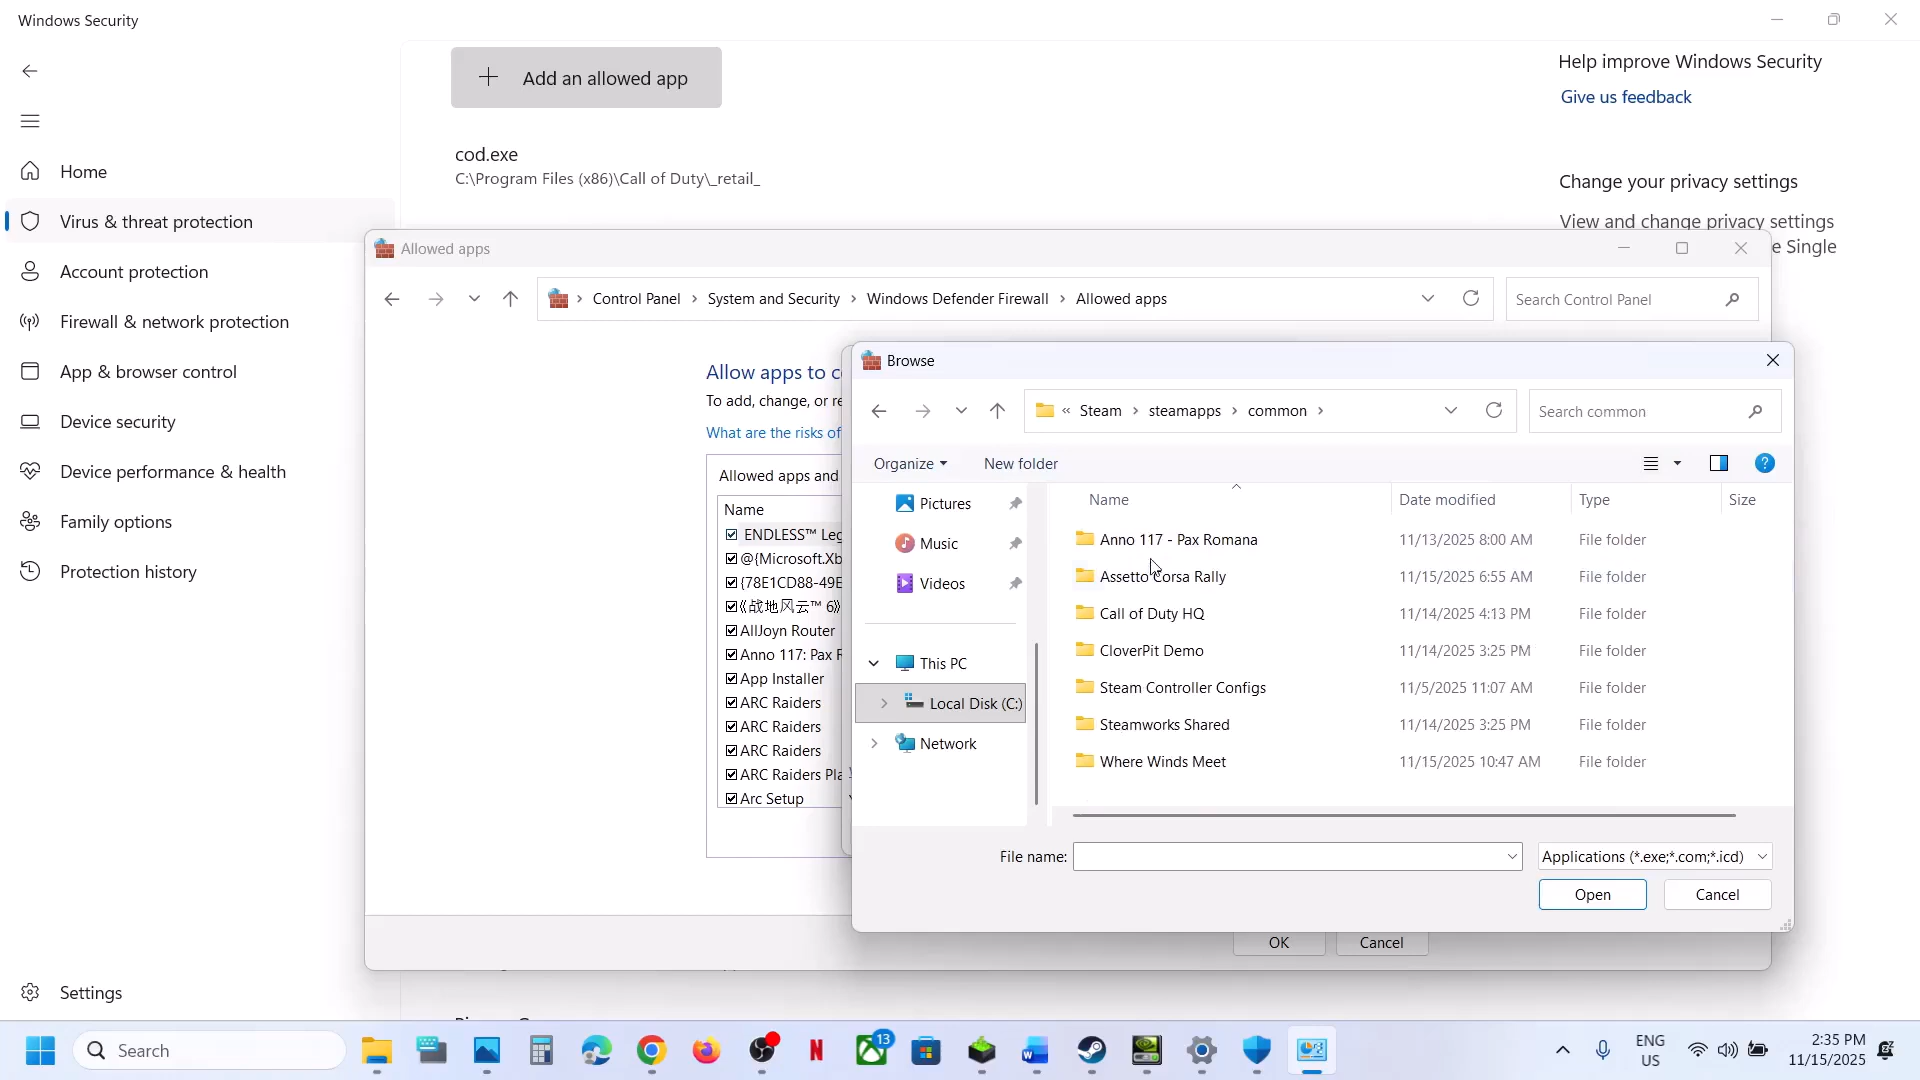 Windows Security
Add an allowed app
cod.exe
C:\Program Files (x86)\Call of Duty\_retail_
Home
Virus & threat protection
Account protection
Firewall & network protection
App & browser control
Device security
Device performance & health
Family options
Protection history
Settings
Help improve Windows Security
Give us feedback
Change your privacy settings
View and change privacy settings
e Single
Allowed apps
Control Panel › System and Security › Windows Defender Firewall › Allowed apps
Search Control Panel
Allow apps to c
To add, change, or re
What are the risks of
Allowed apps and
Name
ENDLESS™ Leg
@{Microsoft.Xb
{78E1CD88-49E
《战地风云™ 6》
AllJoyn Router
Anno 117: Pax R
App Installer
ARC Raiders
ARC Raiders
ARC Raiders
ARC Raiders Pla
Arc Setup
OK
Cancel
Browse
« Steam › steamapps › common ›
Search common
Organize
New folder
Pictures
Music
Videos
This PC
Local Disk (C:)
Network
Name Date modified Type Size
Anno 117 - Pax Romana 11/13/2025 8:00 AM File folder
Assetto Corsa Rally 11/15/2025 6:55 AM File folder
Call of Duty HQ 11/14/2025 4:13 PM File folder
CloverPit Demo 11/14/2025 3:25 PM File folder
Steam Controller Configs 11/5/2025 11:07 AM File folder
Steamworks Shared 11/14/2025 3:25 PM File folder
Where Winds Meet 11/15/2025 10:47 AM File folder
File name:
Applications (*.exe;*.com;*.icd)
Open
Cancel
Search
13
ENG
US
2:35 PM
11/15/2025